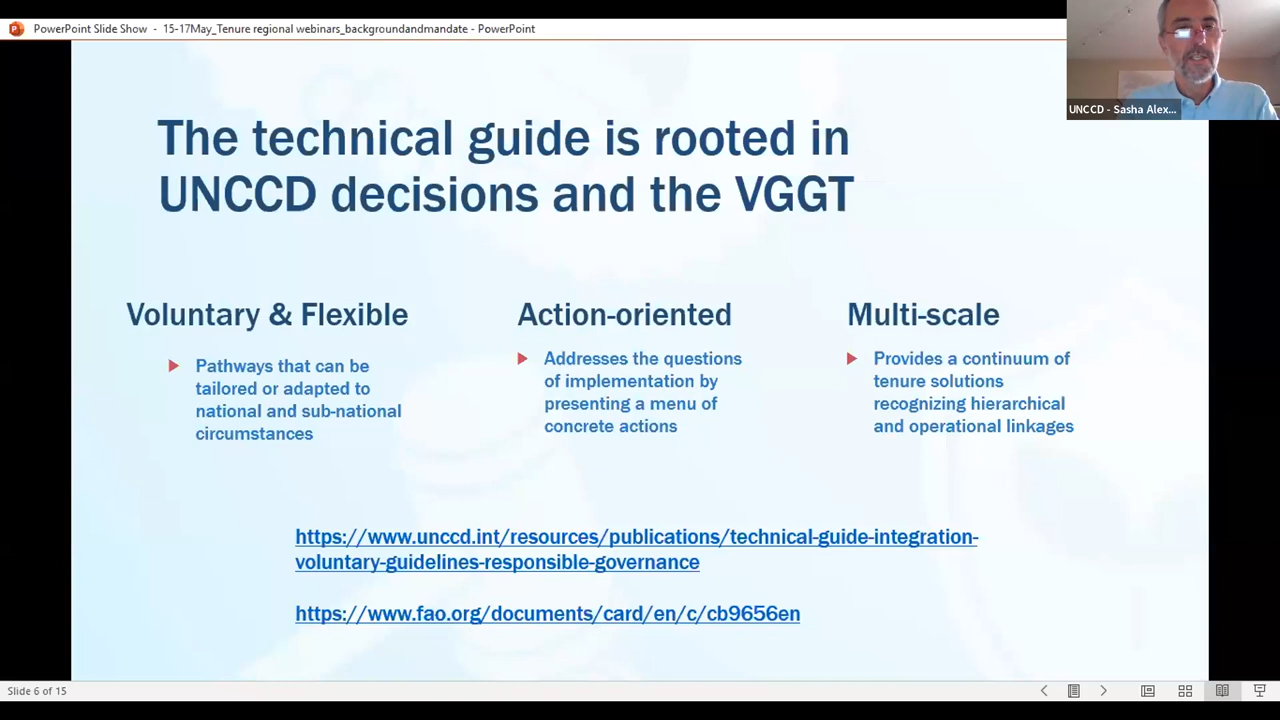 PowerPoint Slide Show - 15-17May_Tenure regional webinars_backgroundandmandate - PowerPoint
UNCCD - Sasha Alex...
The technical guide is rooted in
UNCCD decisions and the VGGT
Voluntary & Flexible
Pathways that can be
tailored or adapted to
national and sub-national
circumstances
Action-oriented
Addresses the questions
of implementation by
presenting a menu of
concrete actions
Multi-scale
Provides a continuum of
tenure solutions
recognizing hierarchical
and operational linkages
https://www.unccd.int/resources/publications/technical-guide-integration-
voluntary-guidelines-responsible-governance
https://www.fao.org/documents/card/en/c/cb9656en
Slide 6 of 15